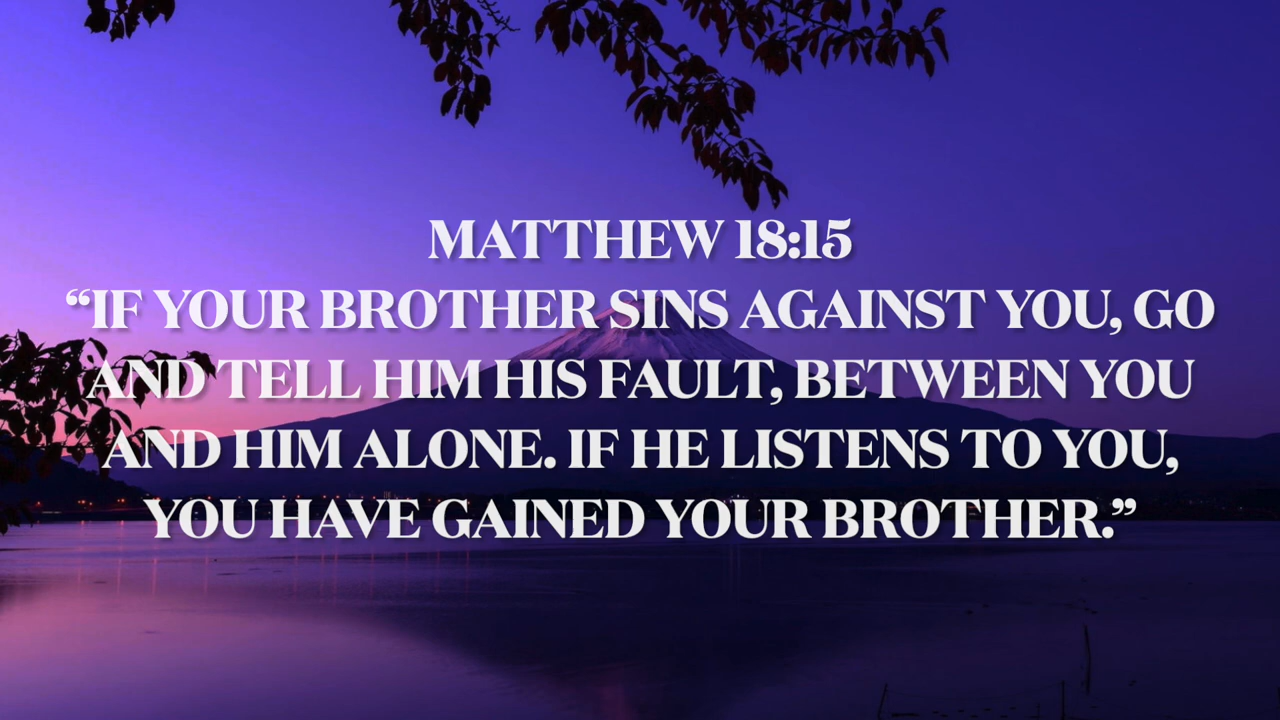 MATTHEW 18:15
“IF YOUR BROTHER SINS AGAINST YOU, GO
AND TELL HIM HIS FAULT, BETWEEN YOU
AND HIM ALONE. IF HE LISTENS TO YOU,
YOU HAVE GAINED YOUR BROTHER.”